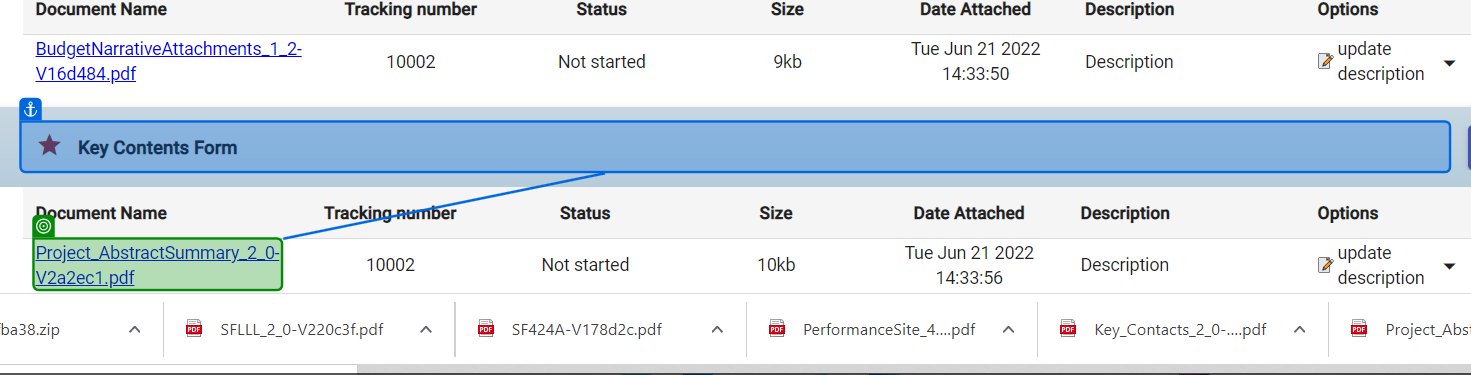 Document Name Tracking number Status Size Date Attached Description Options
BudgetNarrativeAttachments_1_2- Tue Jun 21 2022 update
V16d484.pdf 10002 Not started 9kb 14:33:50 Description description
Key Contents Form
Document Name Tracking number Status Size Date Attached Description Options
Project_AbstractSummary_2_0- Tue Jun 21 2022 update
V2a2ec1.pdf 10002 Not started 10kb 14:33:56 Description description
fba38.zip SFLLL_2_0-V220c3f.pdf SF424A-V178d2c.pdf PerformanceSite_4....pdf Key_Contacts_2_0-....pdf Project_Abst